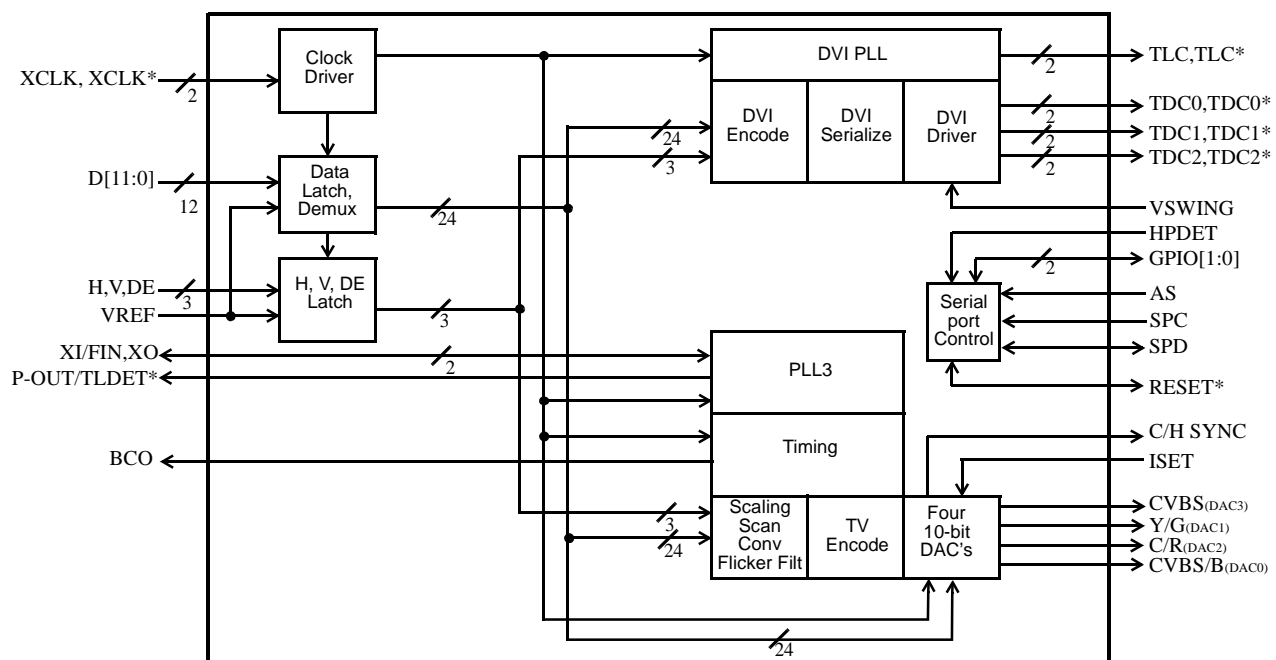 XCLK, XCLK*
2
D[11:0]
12
H,V,DE
3
VREF
XI/FIN,XO
2
P-OUT/TLDET*
BCO
Clock
Driver
Data
Latch,
Demux
24
H, V, DE
Latch
3
DVI PLL
24
3
DVI
Encode
DVI
Serialize
DVI
Driver
2
TLC,TLC*
2
TDC0,TDC0*
2
TDC1,TDC1*
2
TDC2,TDC2*
VSWING
HPDET
2
GPIO[1:0]
Serial
port
Control
AS
SPC
SPD
RESET*
PLL3
Timing
3
24
Scaling
Scan
Conv
Flicker Filt
TV
Encode
Four
10-bit
DAC's
24
C/H SYNC
ISET
CVBS(DAC3)
Y/G(DAC1)
C/R(DAC2)
CVBS/B(DAC0)